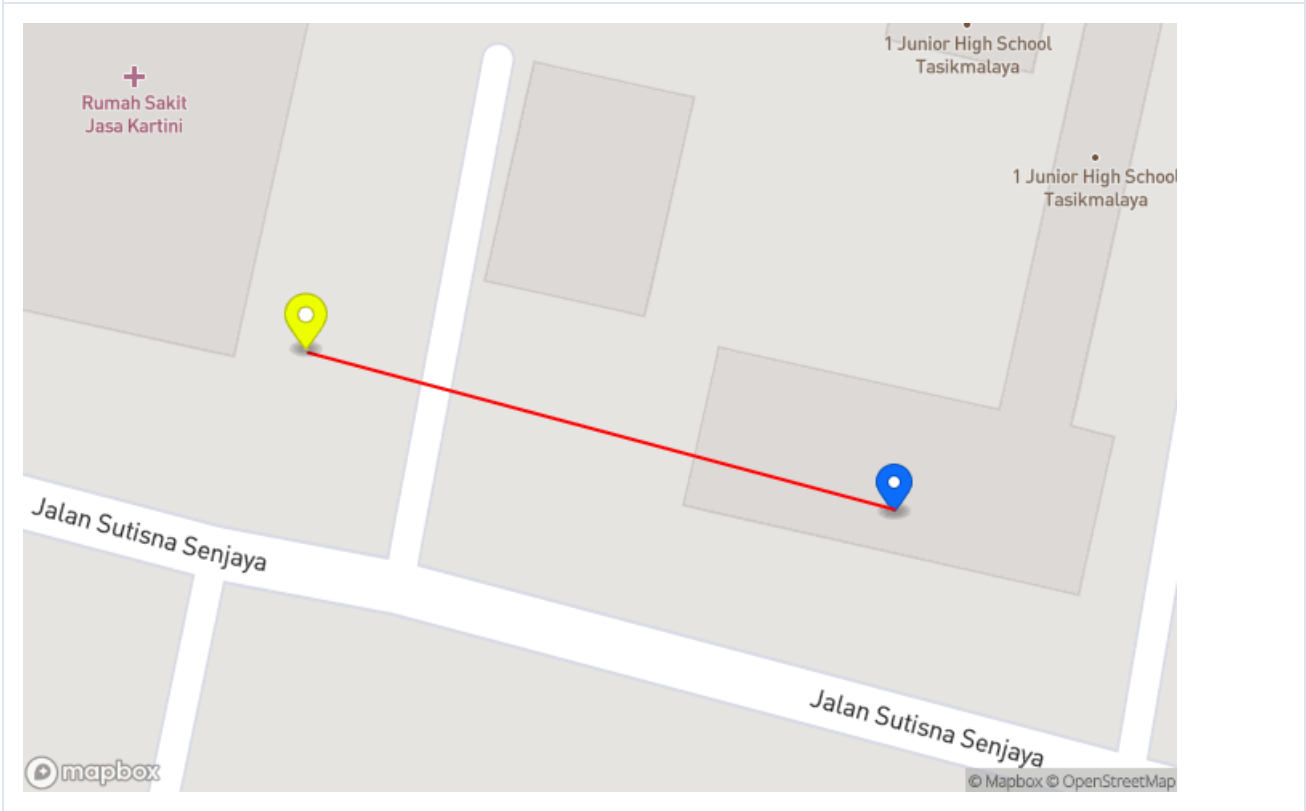 1 Junior High School
Tasikmalaya
Rumah Sakit
Jasa Kartini
1 Junior High School
Tasikmalaya
Jalan Sutisna Senjaya
Jalan Sutisna Senjaya
mapbox
© Mapbox © OpenStreetMap